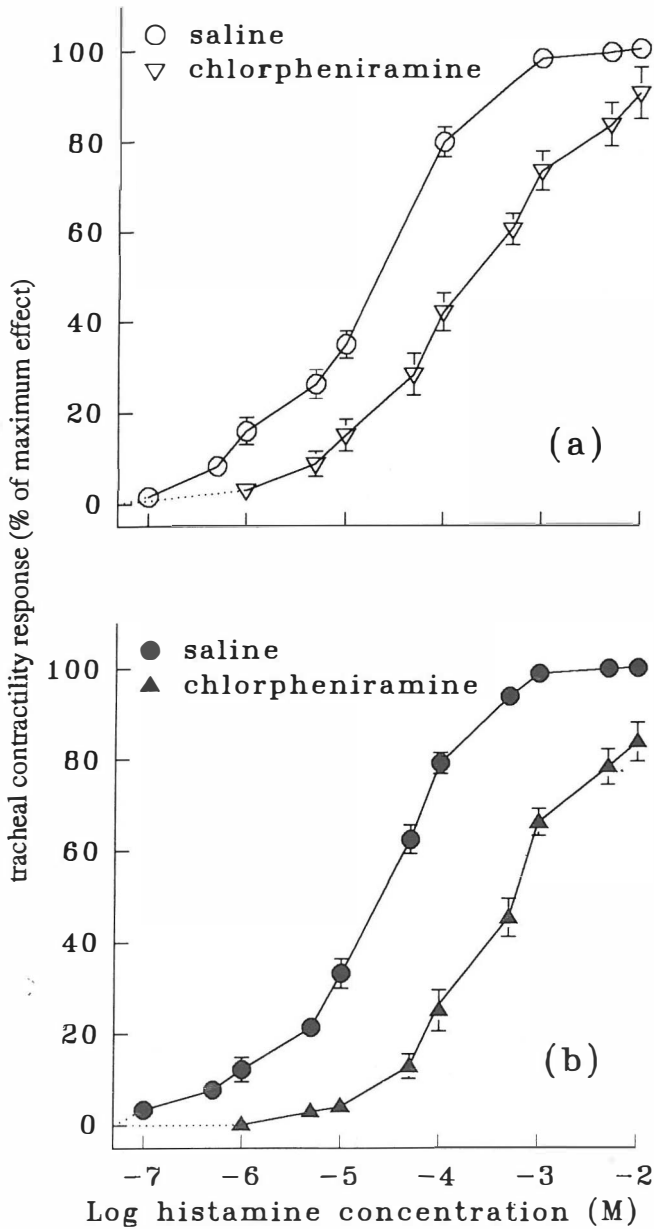 100
80
60
40
20
0
saline
chlorpheniramine
(a)
tracheal contractility response (% of maximum effect)
100
80
60
40
20
0
saline
chlorpheniramine
(b)
-7 -6 -5 -4 -3 -2
Log histamine concentration (M)